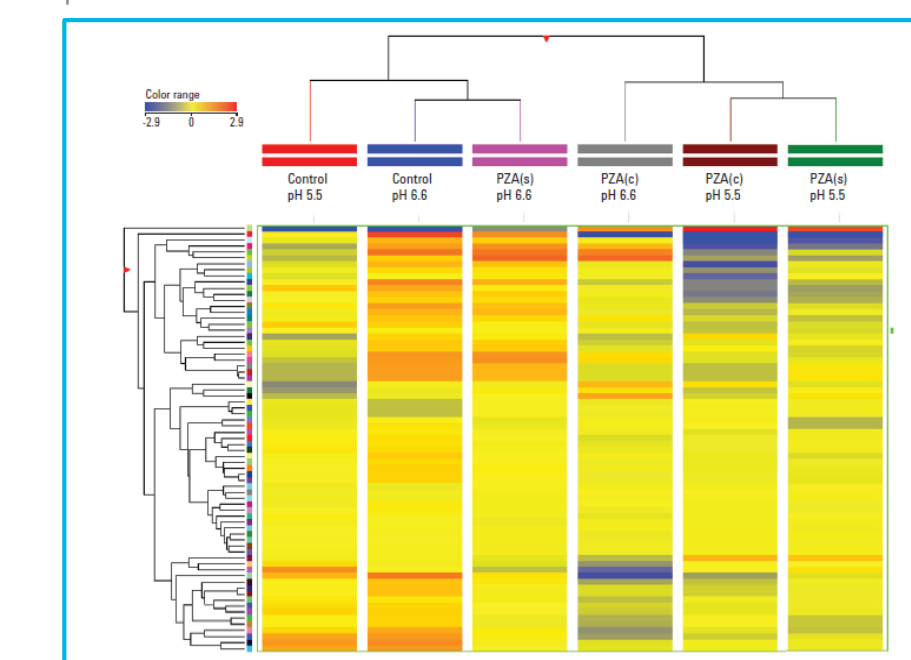 Color range
-2.9 0 2.9
Control Control PZA(s) PZA(c) PZA(c) PZA(s)
pH 5.5 pH 6.6 pH 6.6 pH 6.6 pH 5.5 pH 5.5